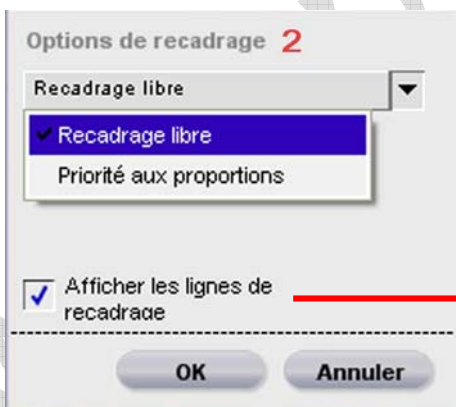 Options de recadrage 2
Recadrage libre
Recadrage libre
Priorité aux proportions
Afficher les lignes de
recadrage
OK Annuler